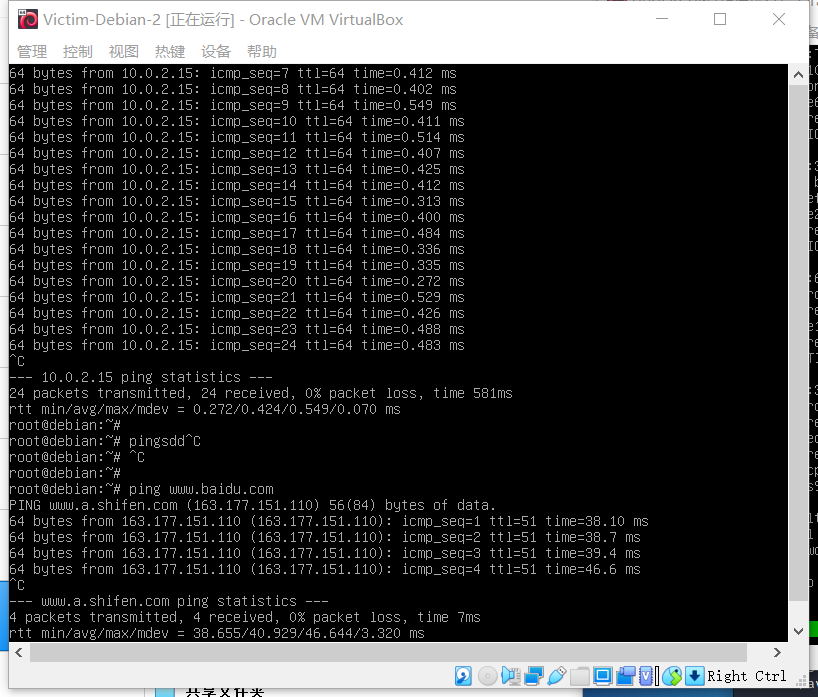 Victim-Debian-2 [正在运行] - Oracle VM VirtualBox
管理 控制 视图 热键 设备 帮助
64 bytes from 10.0.2.15: icmp_seq=7 ttl=64 time=0.412 ms
64 bytes from 10.0.2.15: icmp_seq=8 ttl=64 time=0.402 ms
64 bytes from 10.0.2.15: icmp_seq=9 ttl=64 time=0.549 ms
64 bytes from 10.0.2.15: icmp_seq=10 ttl=64 time=0.411 ms
64 bytes from 10.0.2.15: icmp_seq=11 ttl=64 time=0.514 ms
64 bytes from 10.0.2.15: icmp_seq=12 ttl=64 time=0.407 ms
64 bytes from 10.0.2.15: icmp_seq=13 ttl=64 time=0.425 ms
64 bytes from 10.0.2.15: icmp_seq=14 ttl=64 time=0.412 ms
64 bytes from 10.0.2.15: icmp_seq=15 ttl=64 time=0.313 ms
64 bytes from 10.0.2.15: icmp_seq=16 ttl=64 time=0.400 ms
64 bytes from 10.0.2.15: icmp_seq=17 ttl=64 time=0.484 ms
64 bytes from 10.0.2.15: icmp_seq=18 ttl=64 time=0.336 ms
64 bytes from 10.0.2.15: icmp_seq=19 ttl=64 time=0.335 ms
64 bytes from 10.0.2.15: icmp_seq=20 ttl=64 time=0.272 ms
64 bytes from 10.0.2.15: icmp_seq=21 ttl=64 time=0.529 ms
64 bytes from 10.0.2.15: icmp_seq=22 ttl=64 time=0.426 ms
64 bytes from 10.0.2.15: icmp_seq=23 ttl=64 time=0.488 ms
64 bytes from 10.0.2.15: icmp_seq=24 ttl=64 time=0.483 ms
^C
--- 10.0.2.15 ping statistics ---
24 packets transmitted, 24 received, 0% packet loss, time 581ms
rtt min/avg/max/mdev = 0.272/0.424/0.549/0.070 ms
root@debian:~#
root@debian:~# pingsdd^C
root@debian:~# ^C
root@debian:~#
root@debian:~# ping www.baidu.com
PING www.a.shifen.com (163.177.151.110) 56(84) bytes of data.
64 bytes from 163.177.151.110 (163.177.151.110): icmp_seq=1 ttl=51 time=38.10 ms
64 bytes from 163.177.151.110 (163.177.151.110): icmp_seq=2 ttl=51 time=38.7 ms
64 bytes from 163.177.151.110 (163.177.151.110): icmp_seq=3 ttl=51 time=39.4 ms
64 bytes from 163.177.151.110 (163.177.151.110): icmp_seq=4 ttl=51 time=46.6 ms
^C
--- www.a.shifen.com ping statistics ---
4 packets transmitted, 4 received, 0% packet loss, time 7ms
rtt min/avg/max/mdev = 38.655/40.929/46.644/3.320 ms
Right Ctrl
共享文件夹